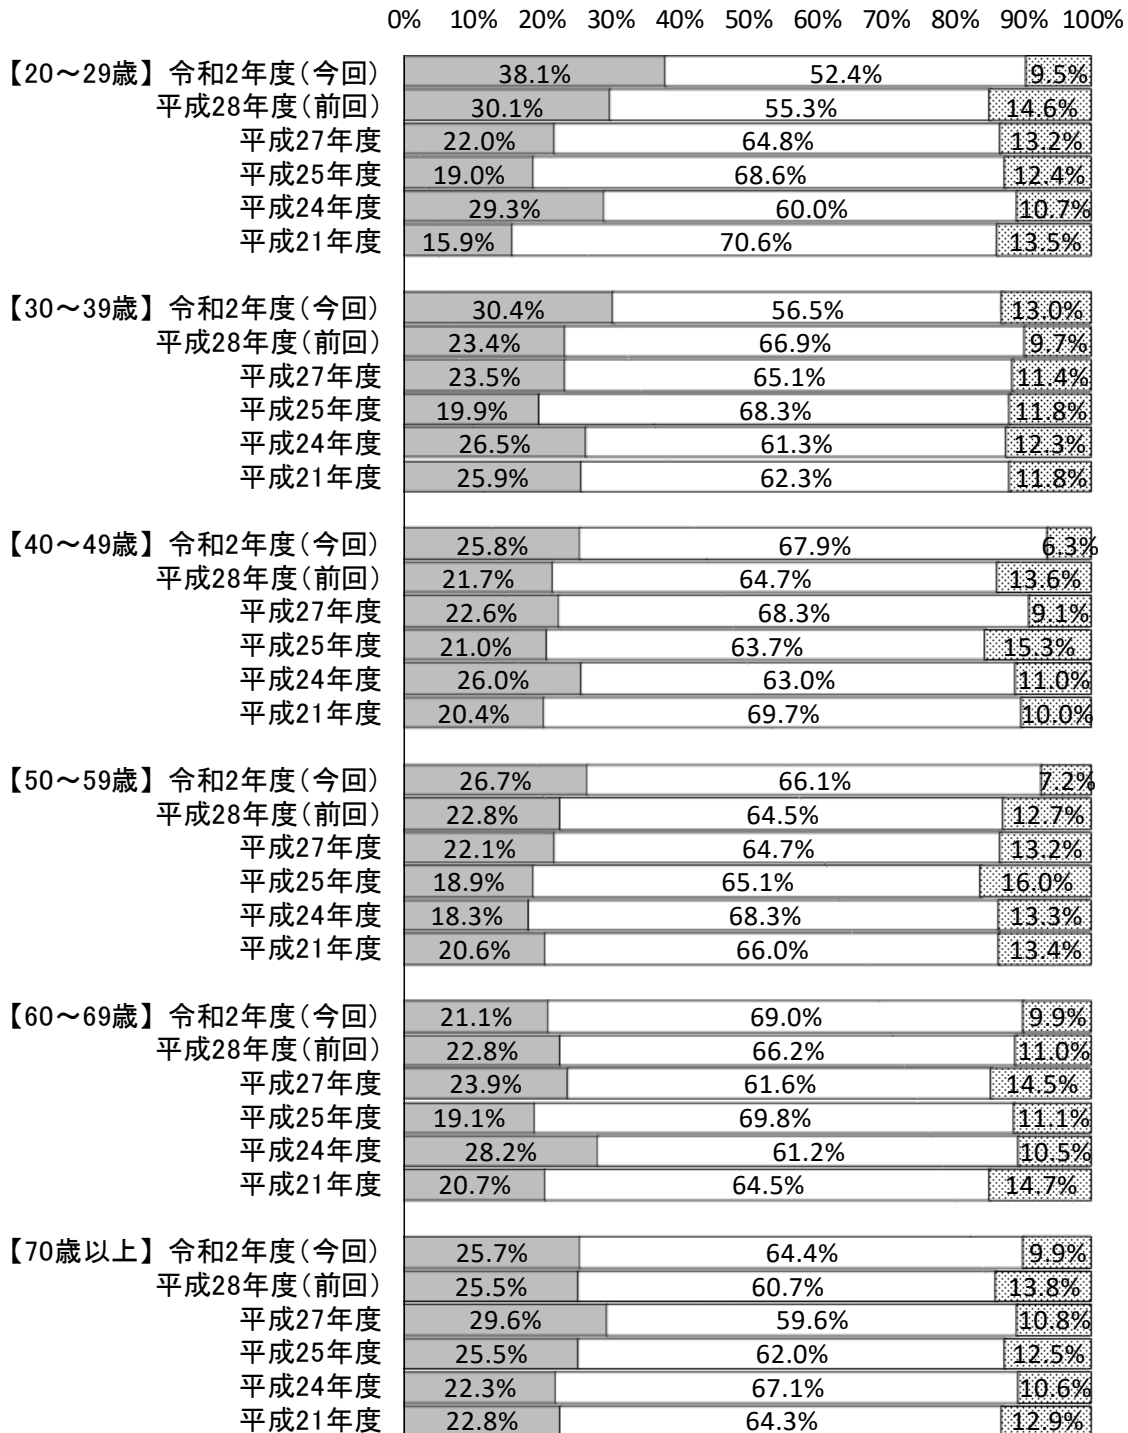 0% 10% 20% 30% 40% 50% 60% 70% 80% 90% 100%
【20～29歳】令和2年度（今回） 38.1% 52.4% 9.5%
平成28年度（前回） 30.1% 55.3% 14.6%
平成27年度 22.0% 64.8% 13.2%
平成25年度 19.0% 68.6% 12.4%
平成24年度 29.3% 60.0% 10.7%
平成21年度 15.9% 70.6% 13.5%
【30～39歳】令和2年度（今回） 30.4% 56.5% 13.0%
平成28年度（前回） 23.4% 66.9% 9.7%
平成27年度 23.5% 65.1% 11.4%
平成25年度 19.9% 68.3% 11.8%
平成24年度 26.5% 61.3% 12.3%
平成21年度 25.9% 62.3% 11.8%
【40～49歳】令和2年度（今回） 25.8% 67.9% 6.3%
平成28年度（前回） 21.7% 64.7% 13.6%
平成27年度 22.6% 68.3% 9.1%
平成25年度 21.0% 63.7% 15.3%
平成24年度 26.0% 63.0% 11.0%
平成21年度 20.4% 69.7% 10.0%
【50～59歳】令和2年度（今回） 26.7% 66.1% 7.2%
平成28年度（前回） 22.8% 64.5% 12.7%
平成27年度 22.1% 64.7% 13.2%
平成25年度 18.9% 65.1% 16.0%
平成24年度 18.3% 68.3% 13.3%
平成21年度 20.6% 66.0% 13.4%
【60～69歳】令和2年度（今回） 21.1% 69.0% 9.9%
平成28年度（前回） 22.8% 66.2% 11.0%
平成27年度 23.9% 61.6% 14.5%
平成25年度 19.1% 69.8% 11.1%
平成24年度 28.2% 61.2% 10.5%
平成21年度 20.7% 64.5% 14.7%
【70歳以上】令和2年度（今回） 25.7% 64.4% 9.9%
平成28年度（前回） 25.5% 60.7% 13.8%
平成27年度 29.6% 59.6% 10.8%
平成25年度 25.5% 62.0% 12.5%
平成24年度 22.3% 67.1% 10.6%
平成21年度 22.8% 64.3% 12.9%